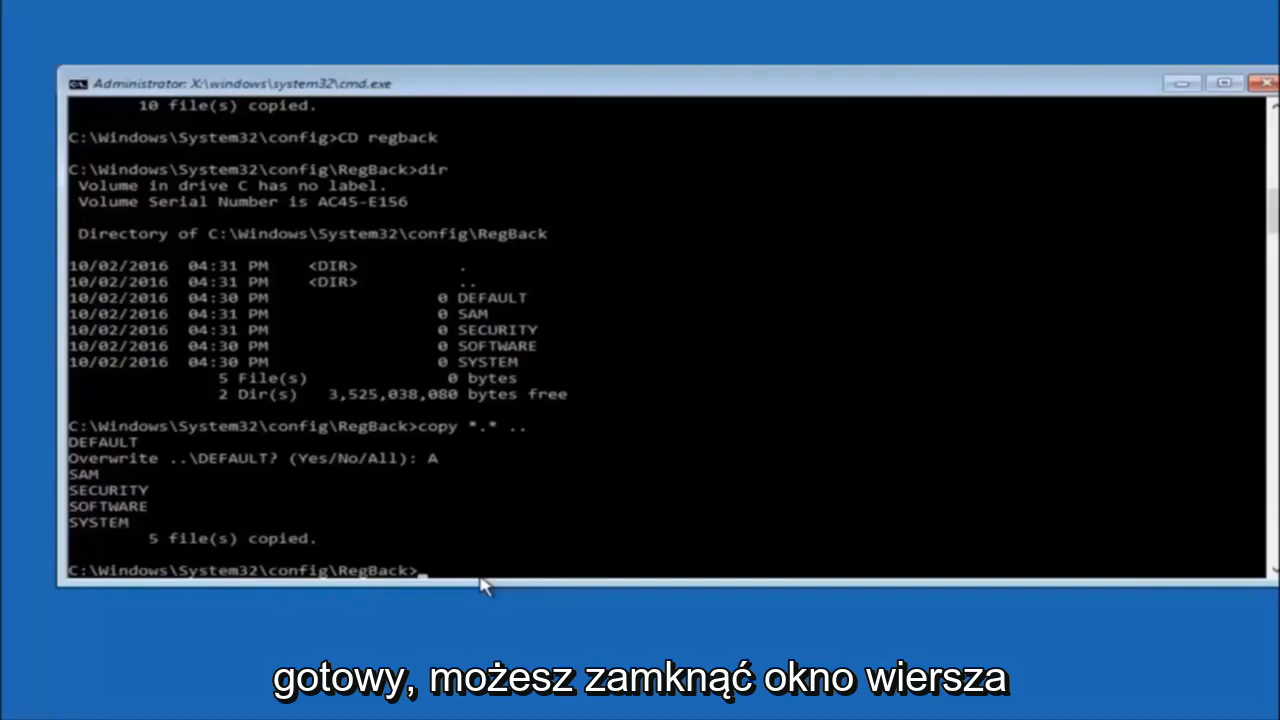 Administrator: X:\windows\system32\cmd.exe
10 file(s) copied.
C:\Windows\System32\config>CD regback
C:\Windows\System32\config\RegBack>dir
Volume in drive C has no label.
Volume Serial Number is AC45-E156
Directory of C:\Windows\System32\config\RegBack
10/02/2016 04:31 PM <DIR> .
10/02/2016 04:31 PM <DIR> ..
10/02/2016 04:30 PM 0 DEFAULT
10/02/2016 04:31 PM 0 SAM
10/02/2016 04:31 PM 0 SECURITY
10/02/2016 04:30 PM 0 SOFTWARE
10/02/2016 04:30 PM 0 SYSTEM
5 File(s) 0 bytes
2 Dir(s) 3,525,038,080 bytes free
C:\Windows\System32\config\RegBack>copy *.* ..
DEFAULT
Overwrite ..\DEFAULT? (Yes/No/All): A
SAM
SECURITY
SOFTWARE
SYSTEM
5 file(s) copied.
C:\Windows\System32\config\RegBack>_
gotowy, możesz zamknąć okno wiersza